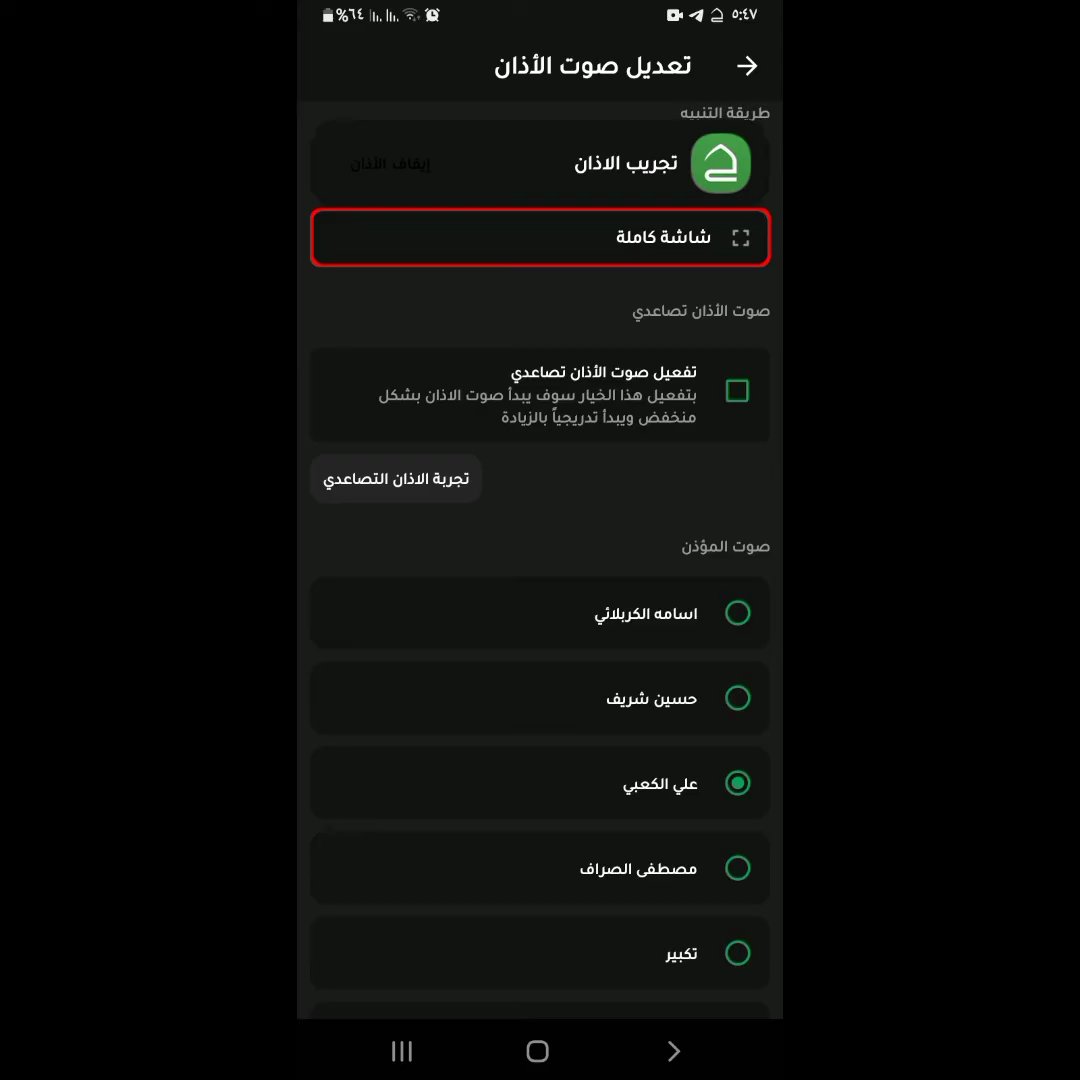 ٥:٤٧
%٦٤
تعديل صوت الأذان
طريقة التنبيه
تجريب الاذان
إيقاف الأذان
شاشة كاملة
صوت الأذان تصاعدي
تفعيل صوت الأذان تصاعدي
بتفعيل هذا الخيار سوف يبدأ صوت الاذان بشكل
منخفض ويبدأ تدريجياً بالزيادة
تجربة الاذان التصاعدي
صوت المؤذن
اسامه الكربلائي
حسين شريف
علي الكعبي
مصطفى الصراف
تكبير